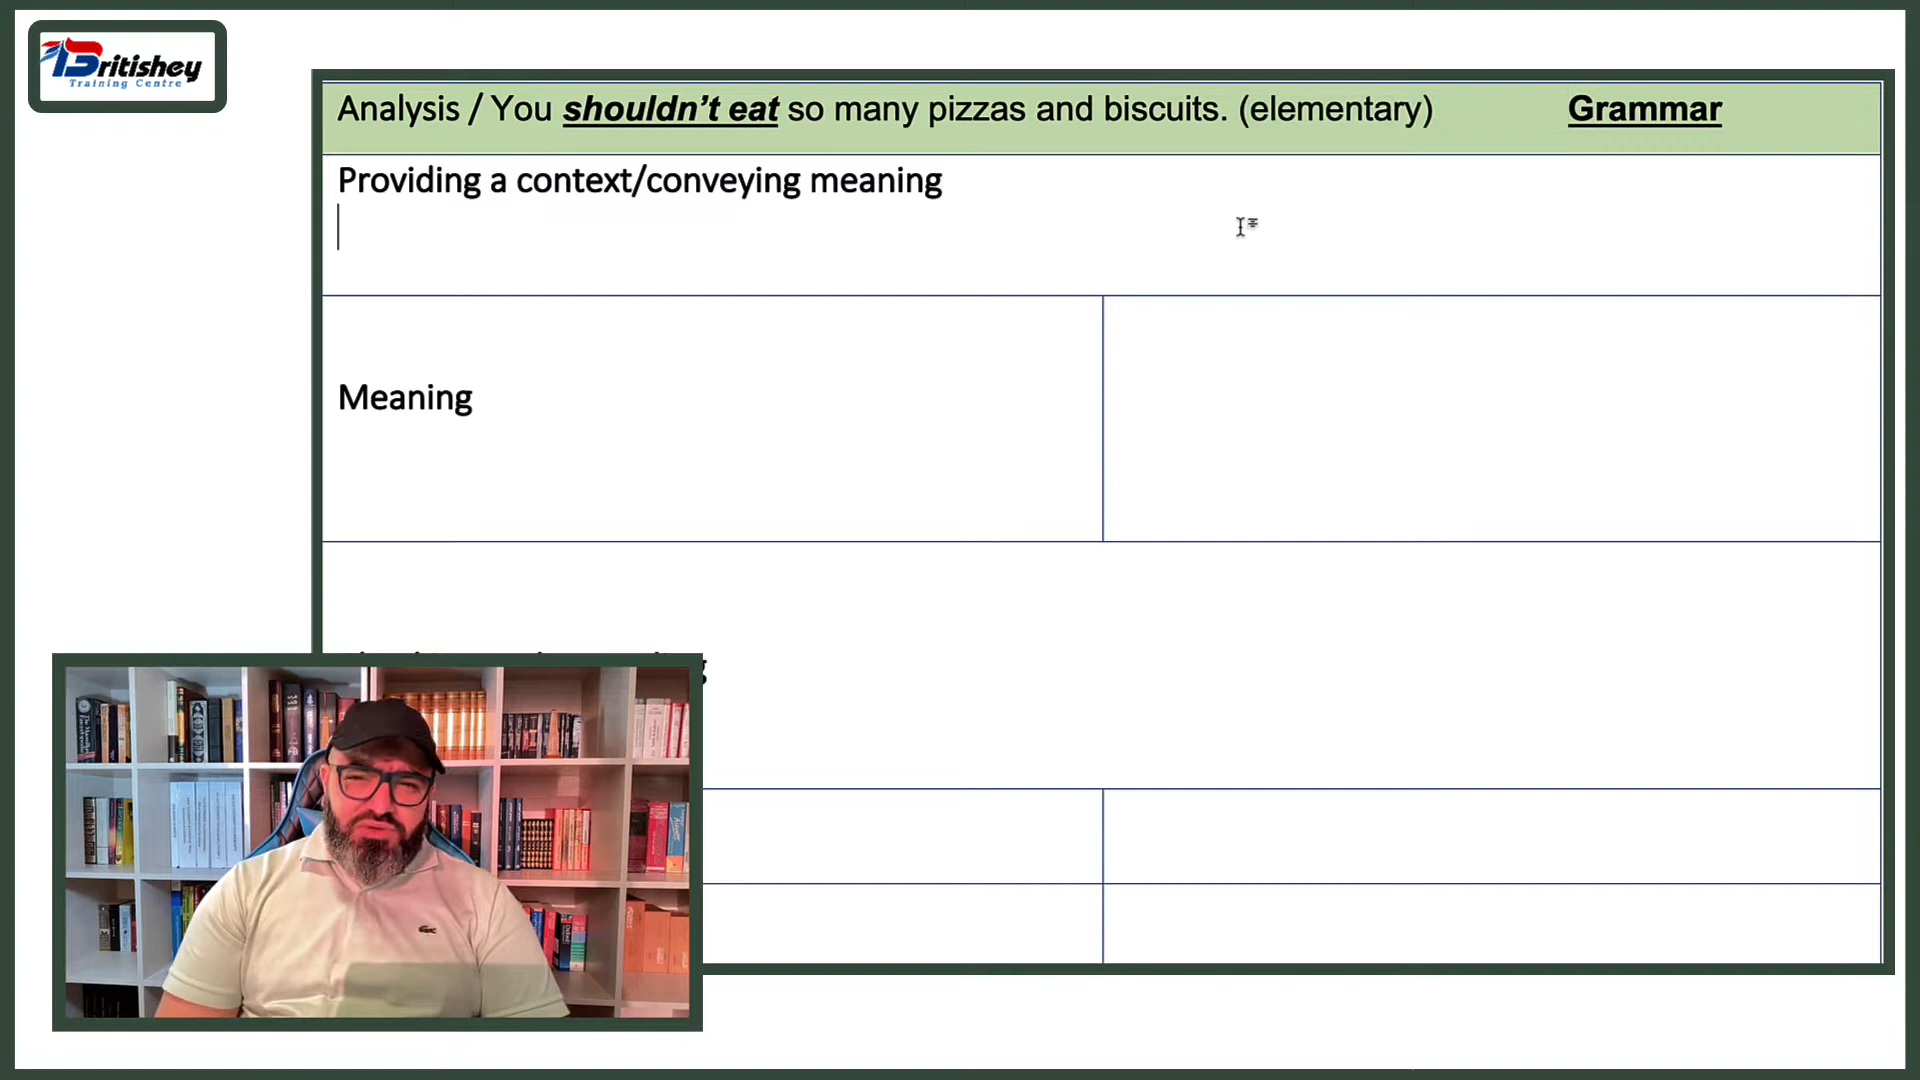 Britishey
Training Centre
Analysis / You shouldn't eat so many pizzas and biscuits. (elementary) Grammar
Providing a context/conveying meaning
Meaning